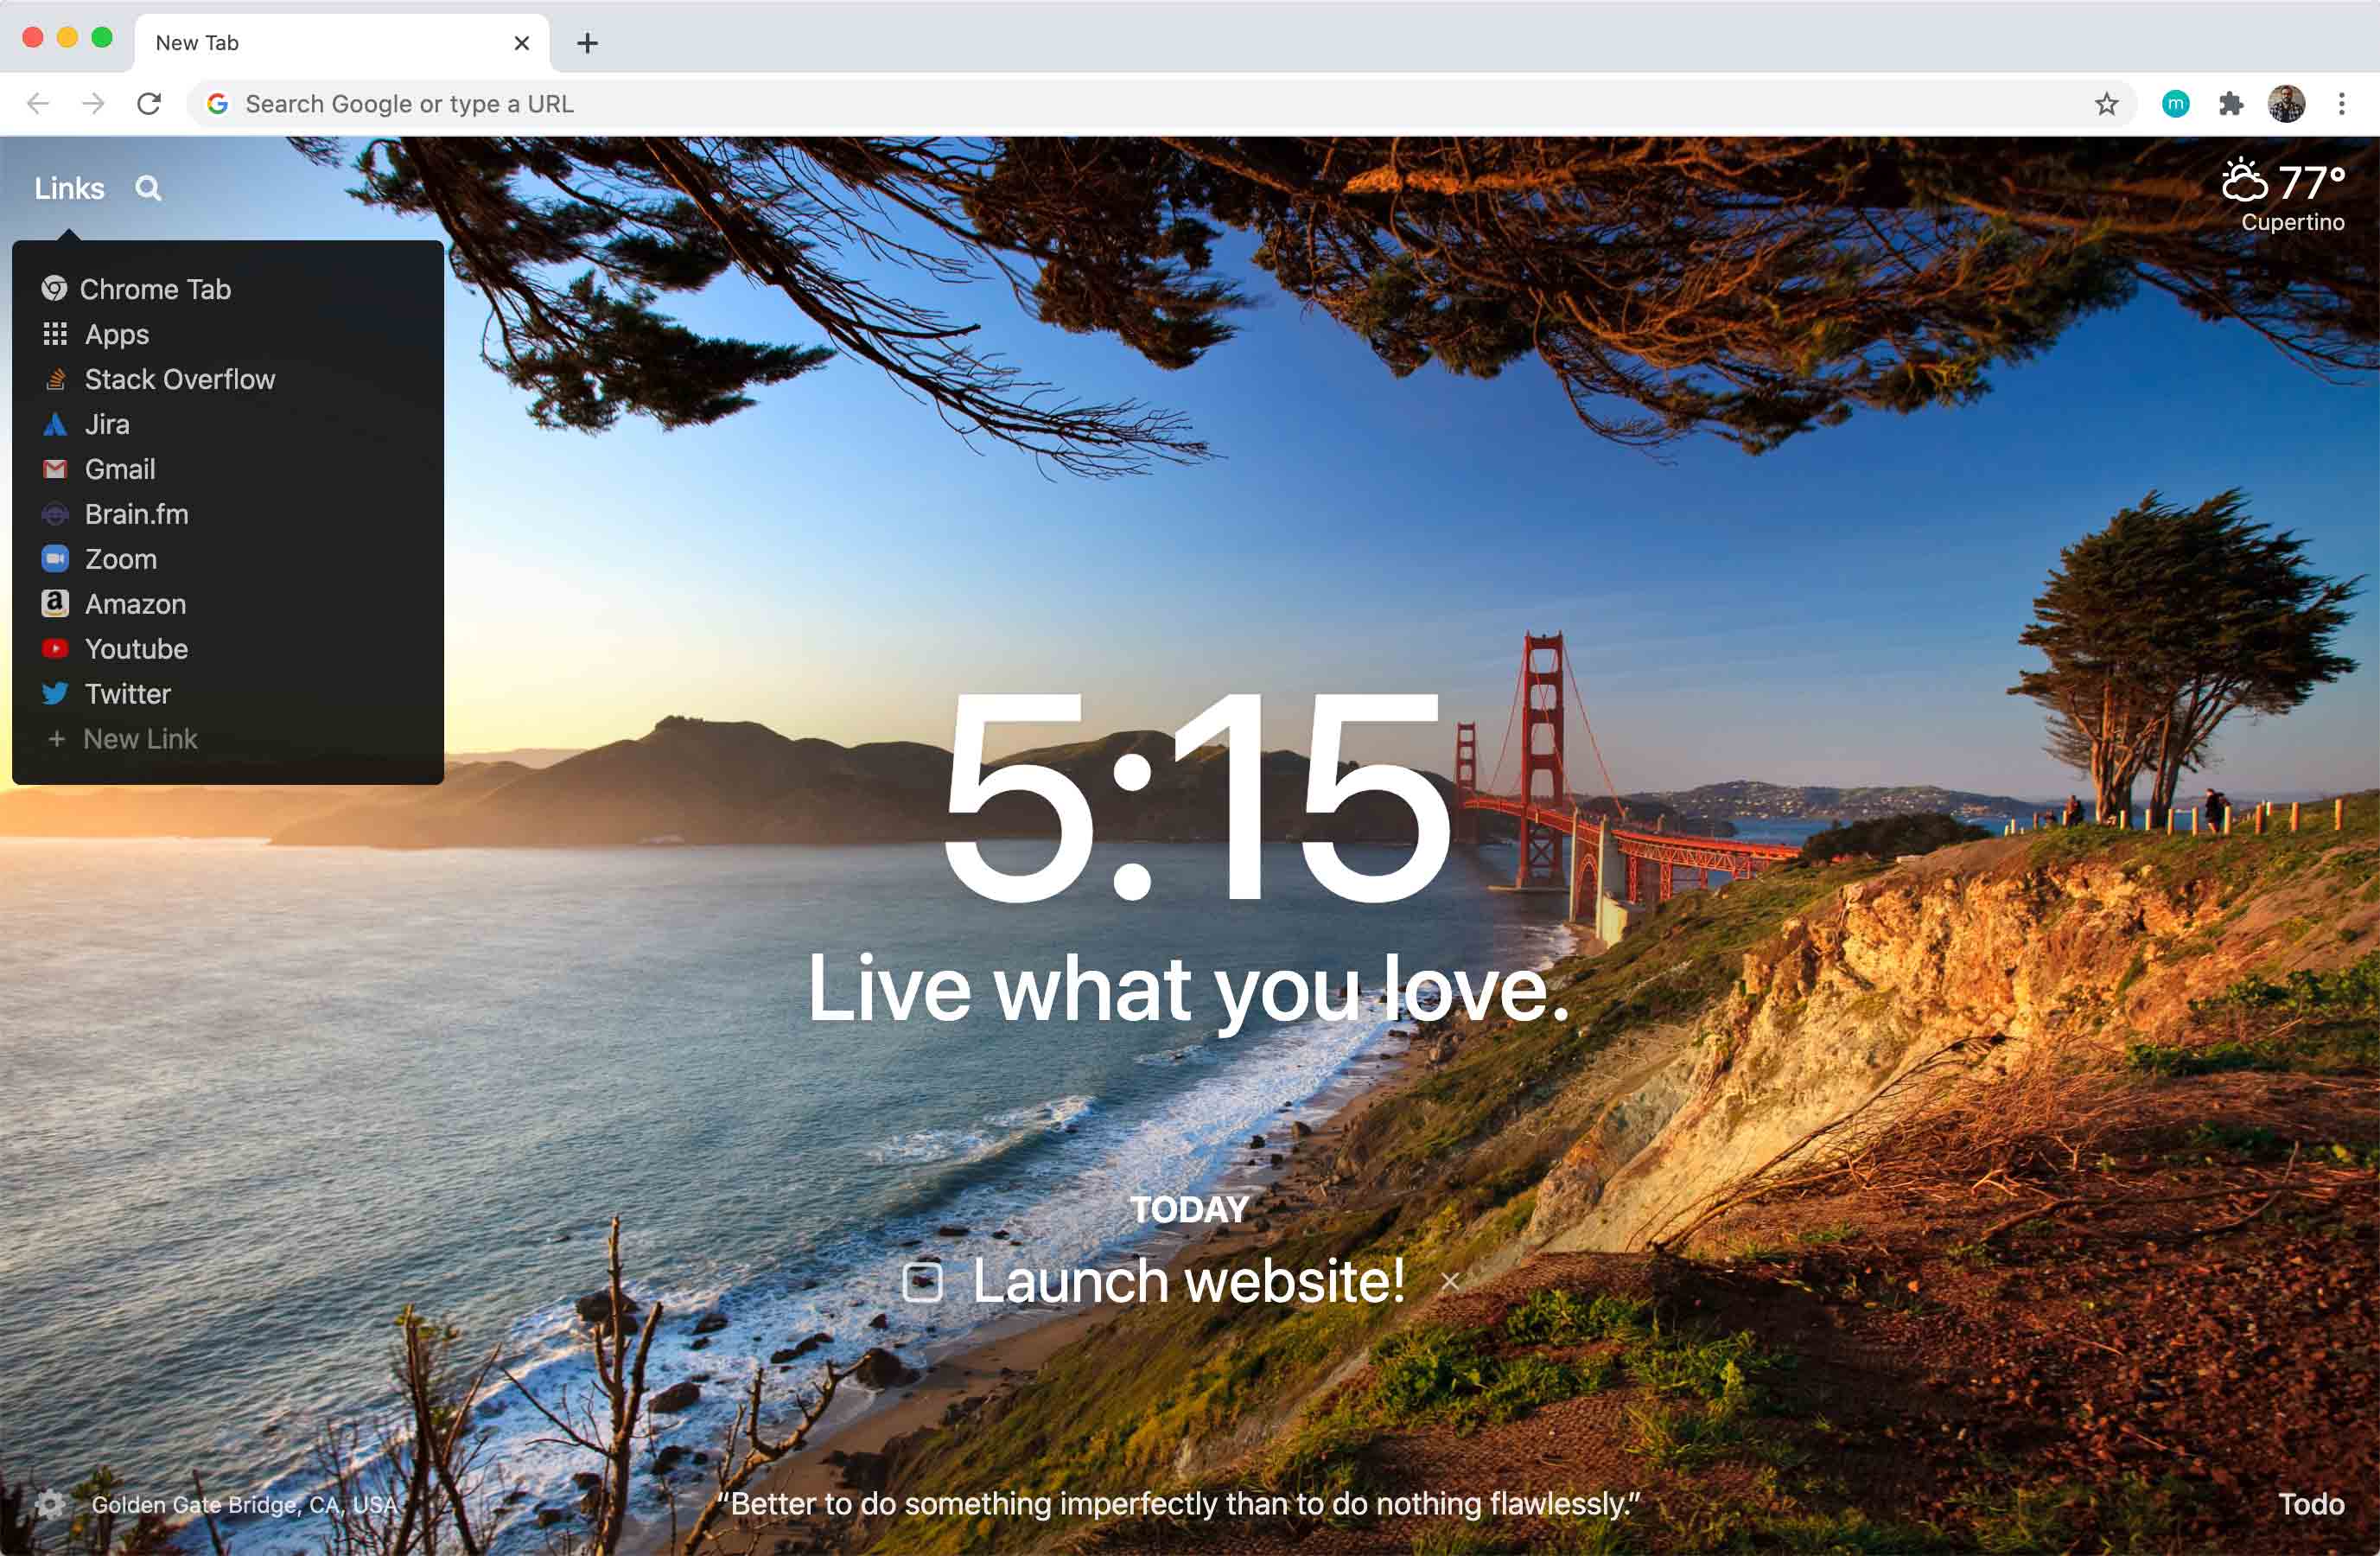 New Tab
Search Google or type a URL
m
Links
77°
Cupertino
Chrome Tab
Apps
Stack Overflow
Jira
Gmail
Brain.fm
Zoom
a
Amazon
Youtube
Twitter
+ New Link
5:15
Live what you love.
TODAY
Launch website!
Golden Gate Bridge, CA, USA
“Better to do something imperfectly than to do nothing flawlessly.”
Todo